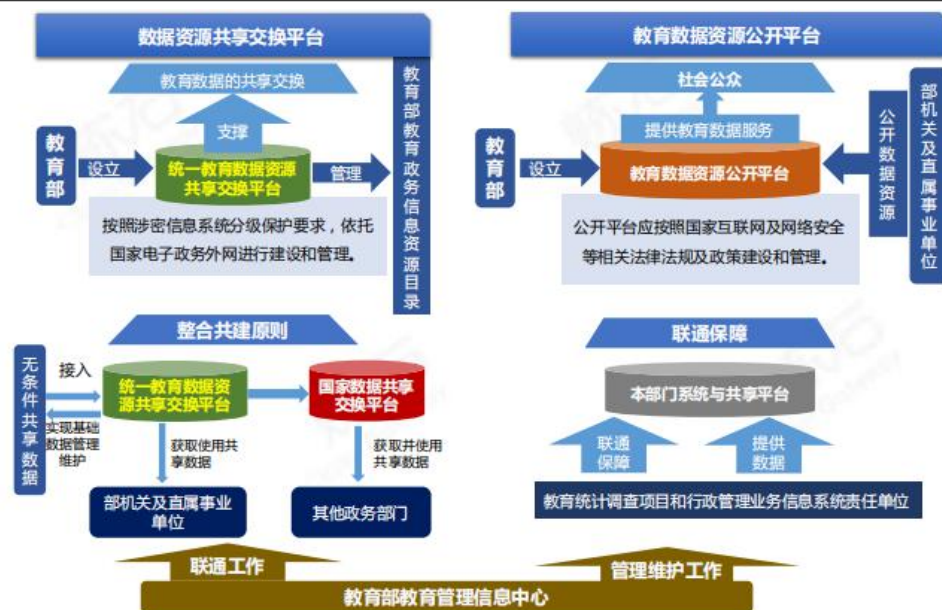 数据资源共享交换平台
教育数据的共享交换
支撑
教育部
设立
统一教育数据资源
共享交换平台
管理
教育部教育政务信息资源目录
按照涉密信息系统分级保护要求，依托
国家电子政务外网进行建设和管理。
教育数据资源公开平台
社会公众
提供教育数据服务
教育部
设立
教育数据资源公开平台
公开数据资源
部机关及直属事业单位
公开平台应按照国家互联网及网络安全
等相关法律法规及政策建设和管理。
整合共建原则
无条件共享数据
接入
实现基础
数据管理
维护
统一教育数据资
源共享交换平台
国家数据共享
交换平台
获取使用共
享数据
获取并使用
共享数据
部机关及直属事业
单位
其他政务部门
联通保障
本部门系统与共享平台
联通
保障
提供
数据
教育统计调查项目和行政管理业务信息系统责任单位
联通工作
管理维护工作
教育部教育管理信息中心